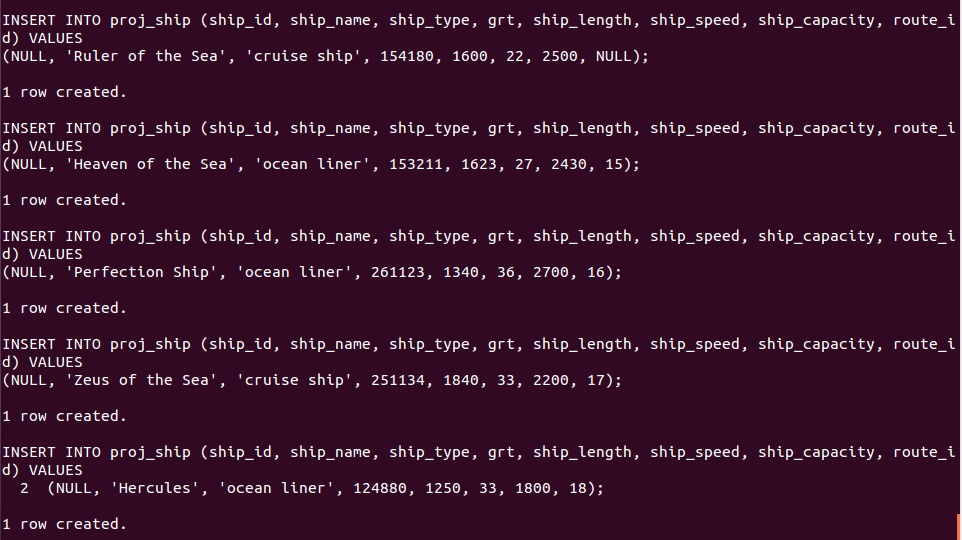 INSERT INTO proj_ship (ship_id, ship_name, ship_type, grt, ship_length, ship_speed, ship_capacity, route_i
d) VALUES
(NULL, 'Ruler of the Sea', 'cruise ship', 154180, 1600, 22, 2500, NULL);
1 row created.
INSERT INTO proj_ship (ship_id, ship_name, ship_type, grt, ship_length, ship_speed, ship_capacity, route_i
d) VALUES
(NULL, 'Heaven of the Sea', 'ocean liner', 153211, 1623, 27, 2430, 15);
1 row created.
INSERT INTO proj_ship (ship_id, ship_name, ship_type, grt, ship_length, ship_speed, ship_capacity, route_i
d) VALUES
(NULL, 'Perfection Ship', 'ocean liner', 261123, 1340, 36, 2700, 16);
1 row created.
INSERT INTO proj_ship (ship_id, ship_name, ship_type, grt, ship_length, ship_speed, ship_capacity, route_i
d) VALUES
(NULL, 'Zeus of the Sea', 'cruise ship', 251134, 1840, 33, 2200, 17);
1 row created.
INSERT INTO proj_ship (ship_id, ship_name, ship_type, grt, ship_length, ship_speed, ship_capacity, route_i
d) VALUES
  2  (NULL, 'Hercules', 'ocean liner', 124880, 1250, 33, 1800, 18);
1 row created.